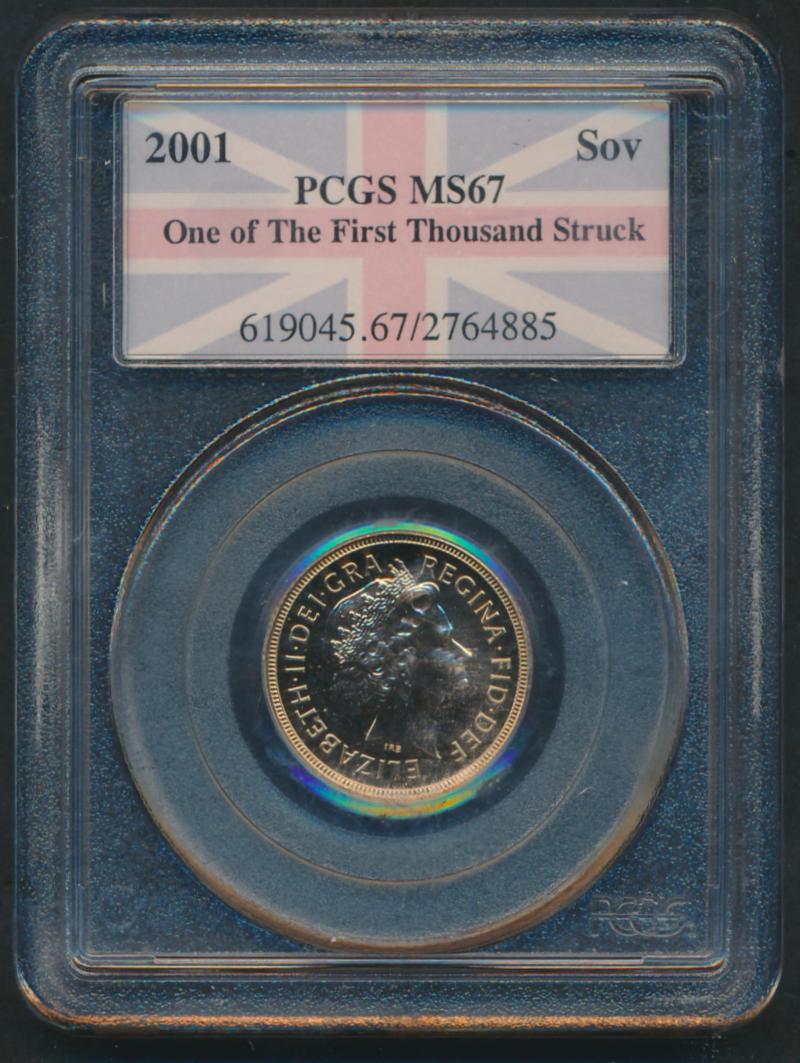 2001 Sov
PCGS MS67
One of The First Thousand Struck
619045.67/2764885
ELIZABETH·II·DEI·GRA REGINA·FID·DEF
IRB
PCGS